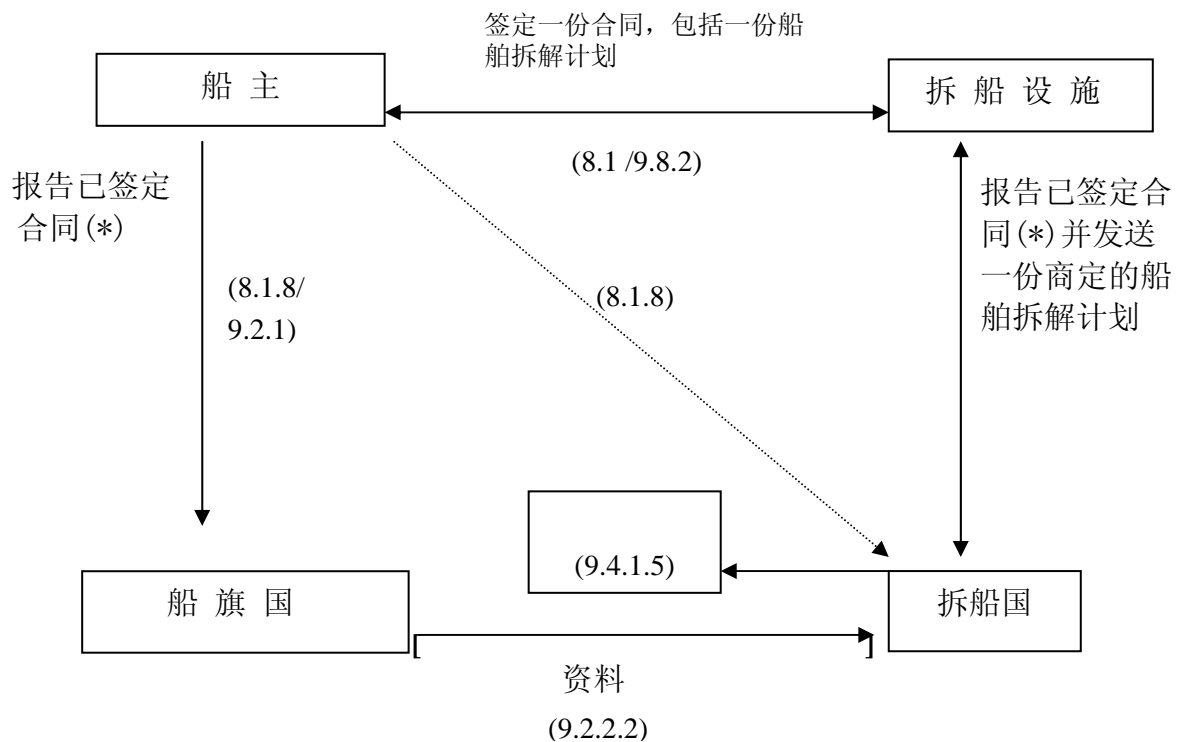 签定一份合同，包括一份船
舶拆解计划
船 主
拆 船 设 施
(8.1 /9.8.2)
报告已签定
合同(*)
报告已签定合
同(*)并发送
一份商定的船
舶拆解计划
(8.1.8/
9.2.1)
(8.1.8)
(9.4.1.5)
船 旗 国
拆船国
[ ]
资料
(9.2.2.2)